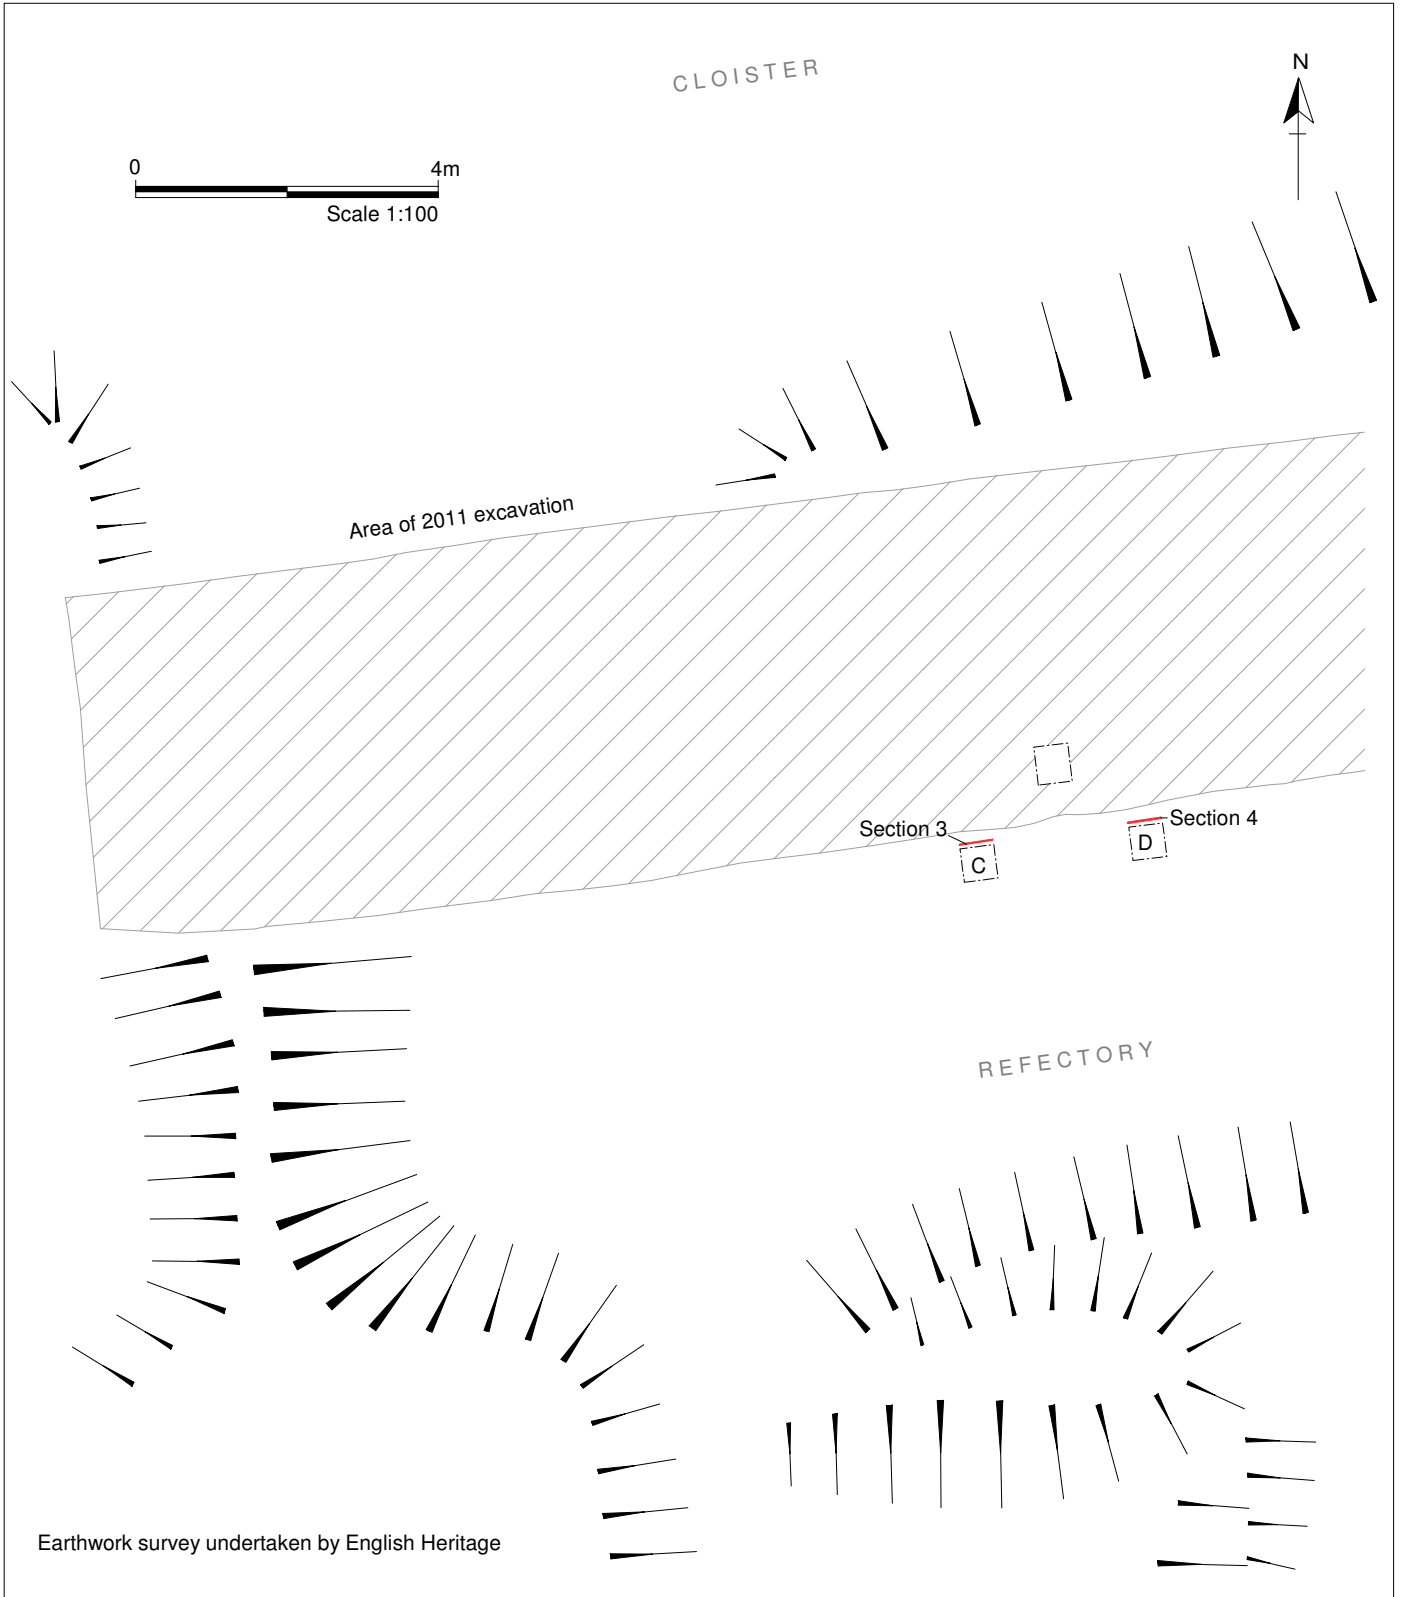 CLOISTER
N
0 4m
Scale 1:100
Area of 2011 excavation
Section 3
Section 4
C
D
REFECTORY
Earthwork survey undertaken by English Heritage